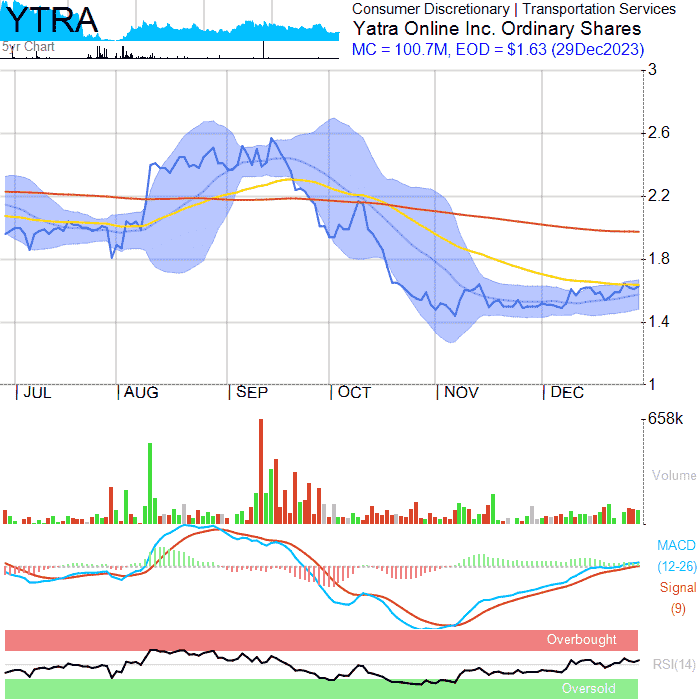 YTRA
5yr Chart
Consumer Discretionary | Transportation Services
Yatra Online Inc. Ordinary Shares
MC = 100.7M, EOD = $1.63 (29Dec2023)
3
2.6
2.2
1.8
1.4
1
JUL AUG SEP OCT NOV DEC
658k
Volume
MACD
(12-26)
Signal
(9)
Overbought
RSI(14)
Oversold